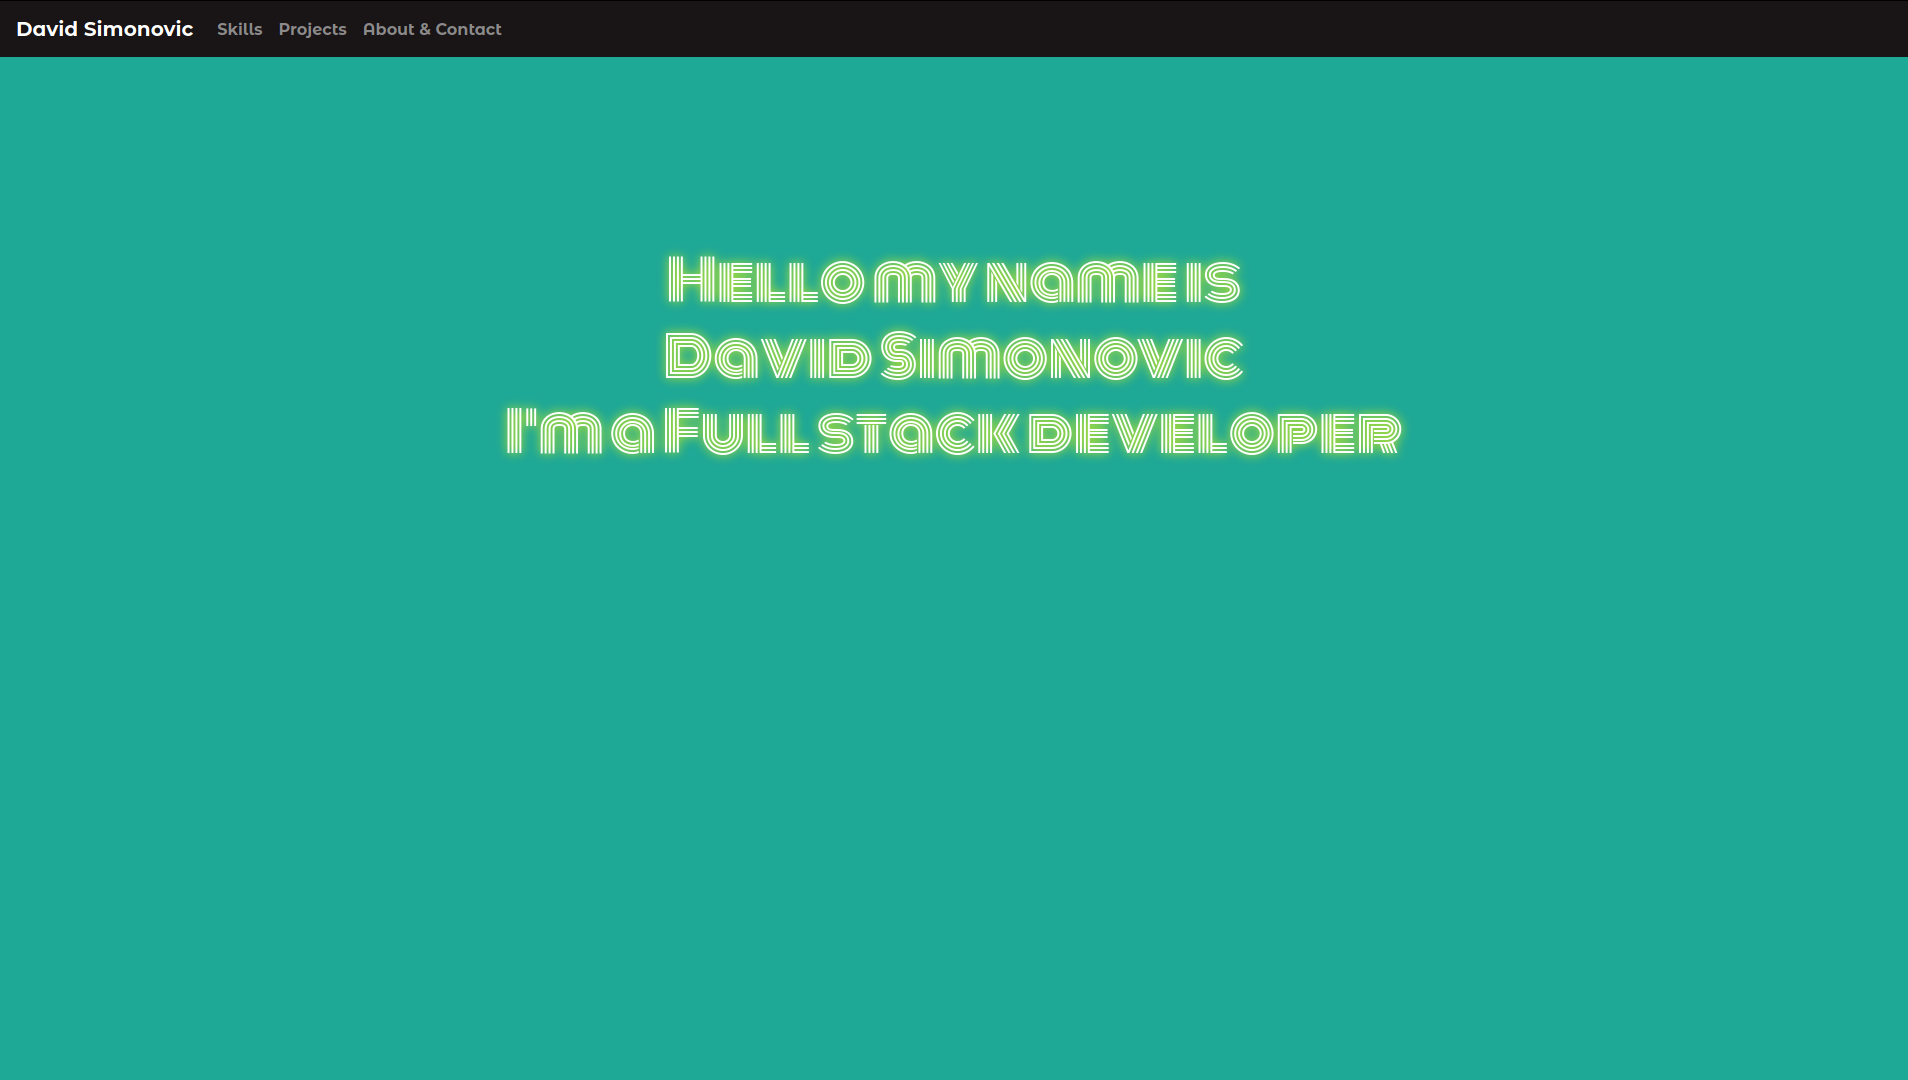 David Simonovic Skills Projects About & Contact
Hello my name is
David Simonovic
I'm a Full stack developer